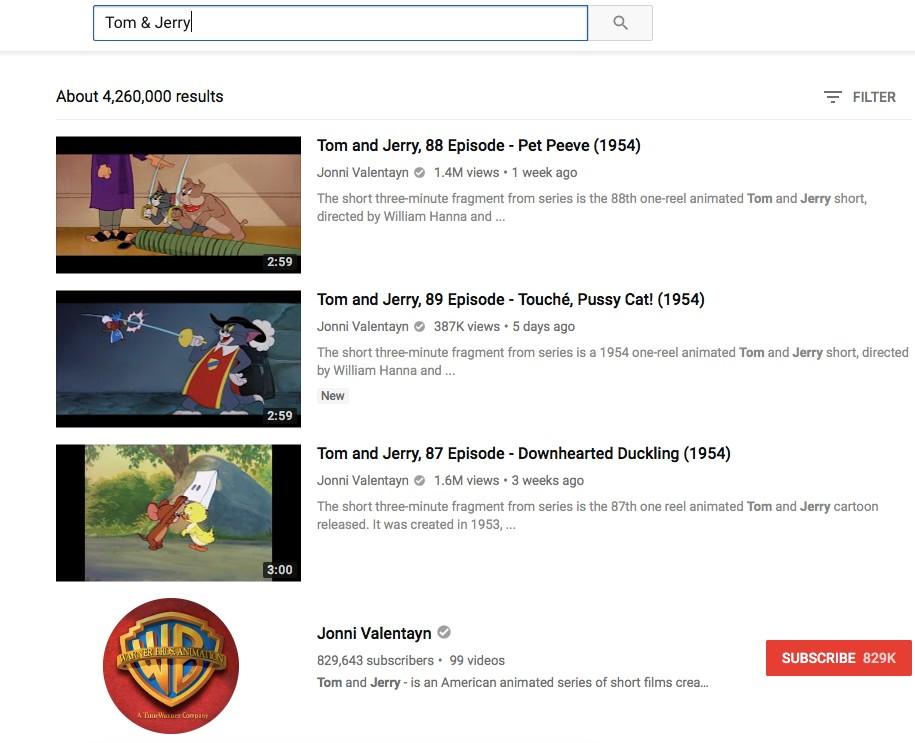 Tom & Jerry
About 4,260,000 results
FILTER
Tom and Jerry, 88 Episode - Pet Peeve (1954)
Jonni Valentayn 1.4M views • 1 week ago
The short three-minute fragment from series is the 88th one-reel animated Tom and Jerry short,
directed by William Hanna and ...
2:59
Tom and Jerry, 89 Episode - Touché, Pussy Cat! (1954)
Jonni Valentayn 387K views • 5 days ago
The short three-minute fragment from series is a 1954 one-reel animated Tom and Jerry short, directed
by William Hanna and ...
New
2:59
Tom and Jerry, 87 Episode - Downhearted Duckling (1954)
Jonni Valentayn 1.6M views • 3 weeks ago
The short three-minute fragment from series is the 87th one reel animated Tom and Jerry cartoon
released. It was created in 1953, ...
3:00
WB
WARNER BROS. ANIMATION
A TimeWarner Company
Jonni Valentayn
829,643 subscribers • 99 videos
Tom and Jerry - is an American animated series of short films crea...
SUBSCRIBE 829K